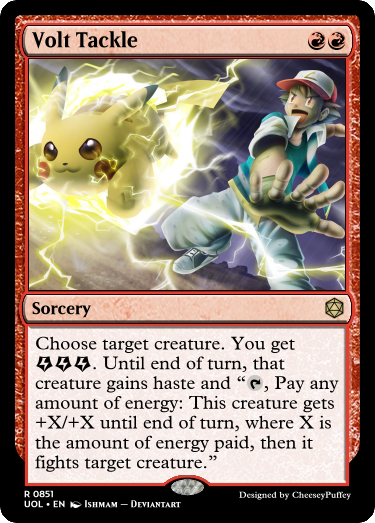 Volt Tackle
Sorcery
Choose target creature. You get
. Until end of turn, that
creature gains haste and “, Pay any
amount of energy: This creature gets
+X/+X until end of turn, where X is
the amount of energy paid, then it
fights target creature.”
R 0851
UOL • EN Ishmam — Deviantart
Designed by CheeseyPuffey